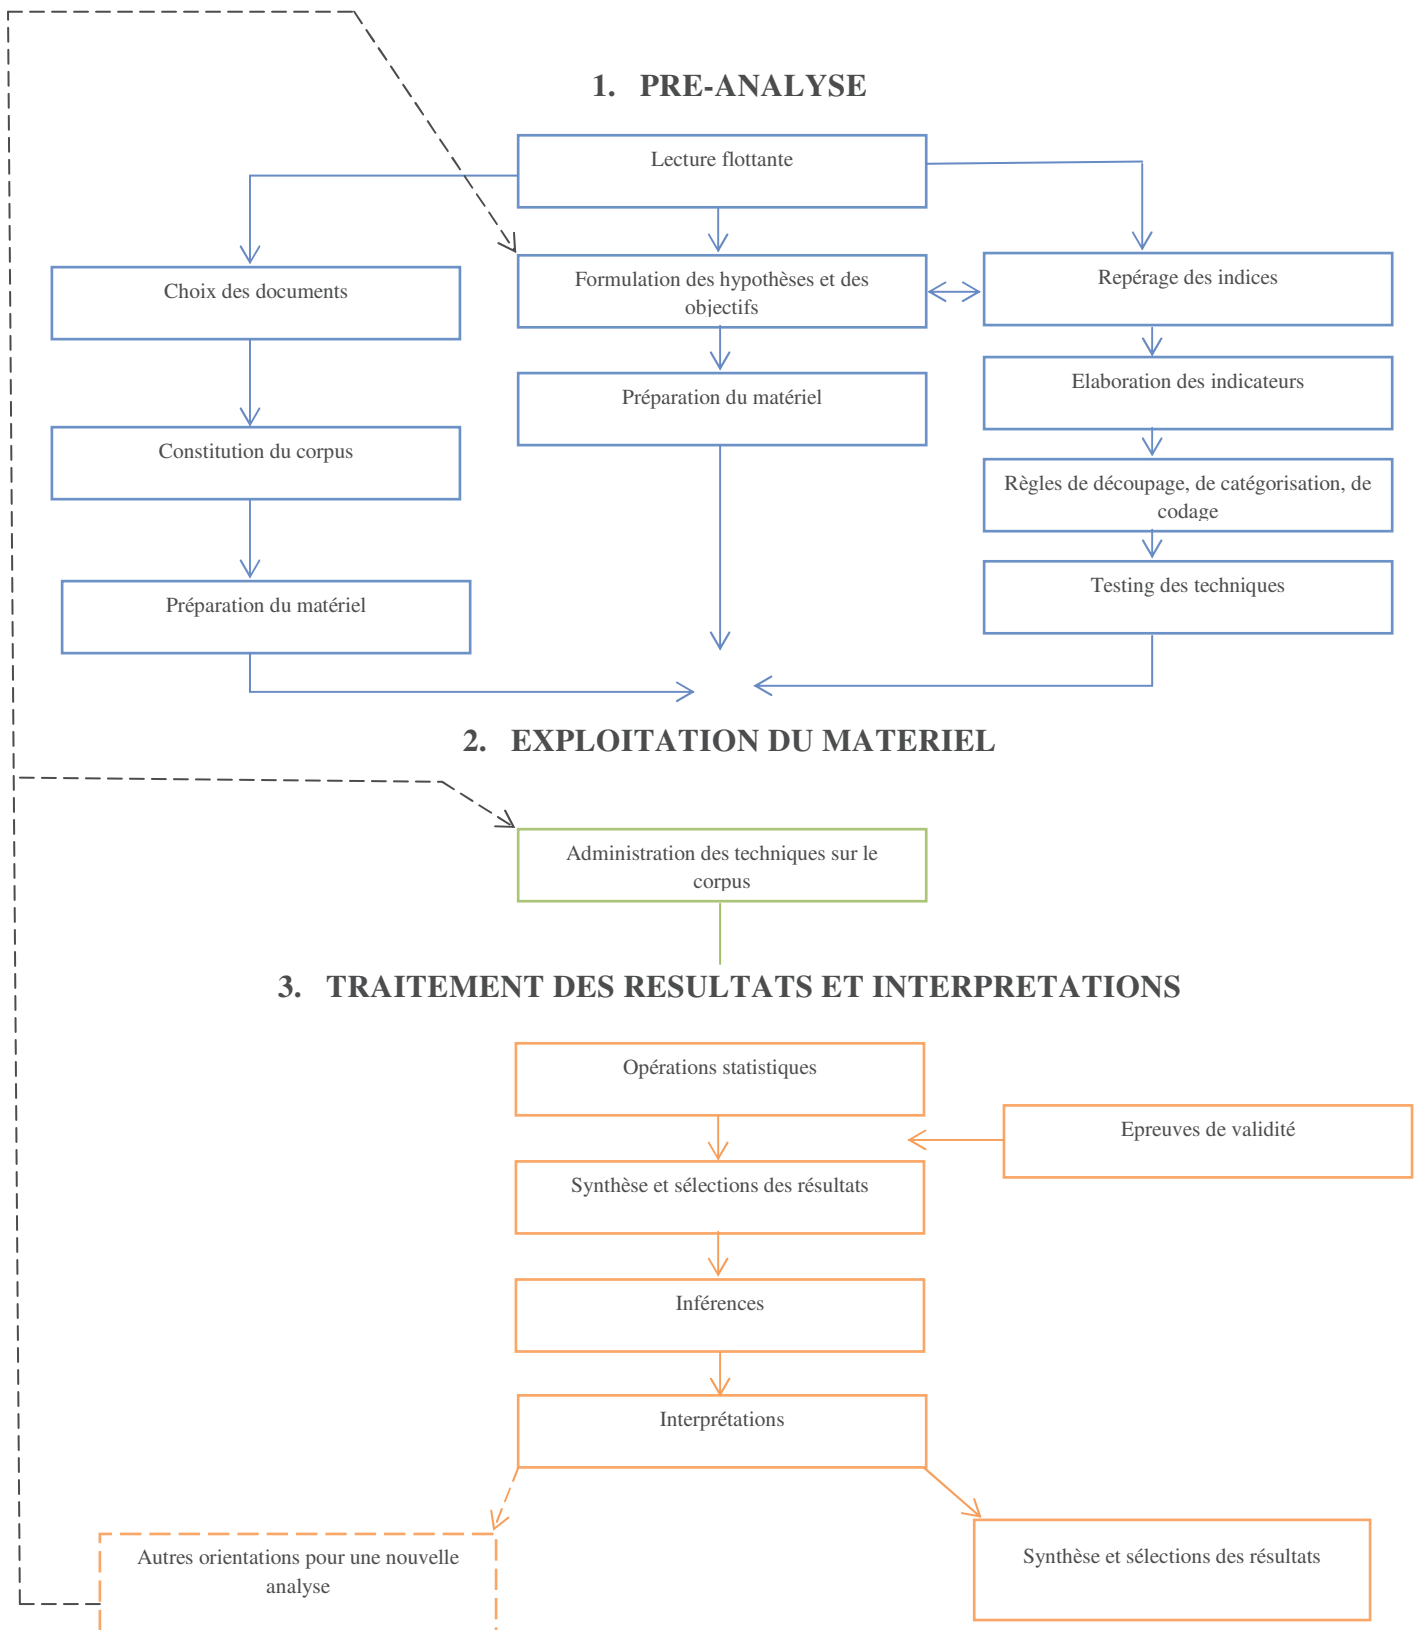 1. PRE-ANALYSE
Lecture flottante
Choix des documents
Formulation des hypothèses et des
objectifs
Repérage des indices
Préparation du matériel
Elaboration des indicateurs
Constitution du corpus
Règles de découpage, de catégorisation, de
codage
Préparation du matériel
Testing des techniques
2. EXPLOITATION DU MATERIEL
Administration des techniques sur le
corpus
3. TRAITEMENT DES RESULTATS ET INTERPRETATIONS
Opérations statistiques
Epreuves de validité
Synthèse et sélections des résultats
Inférences
Interprétations
Autres orientations pour une nouvelle
analyse
Synthèse et sélections des résultats